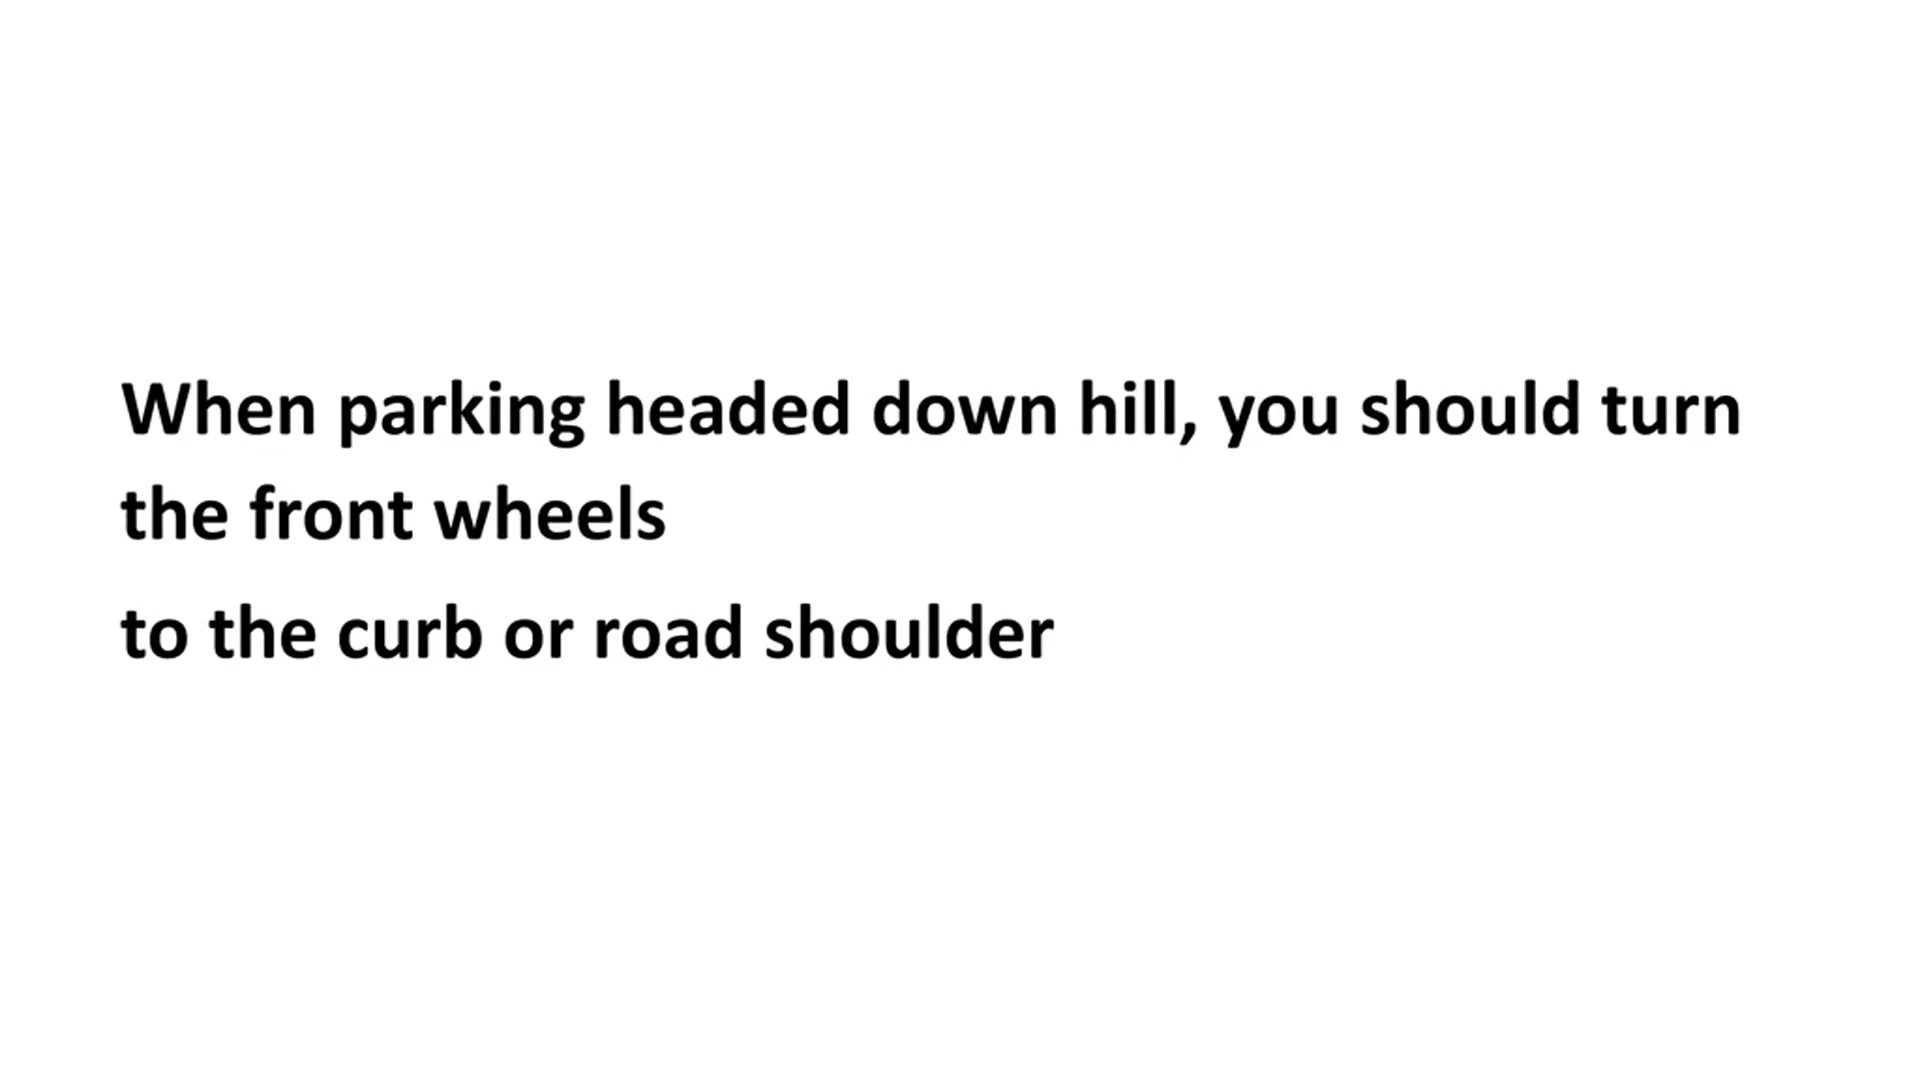 When parking headed down hill, you should turn
the front wheels
to the curb or road shoulder